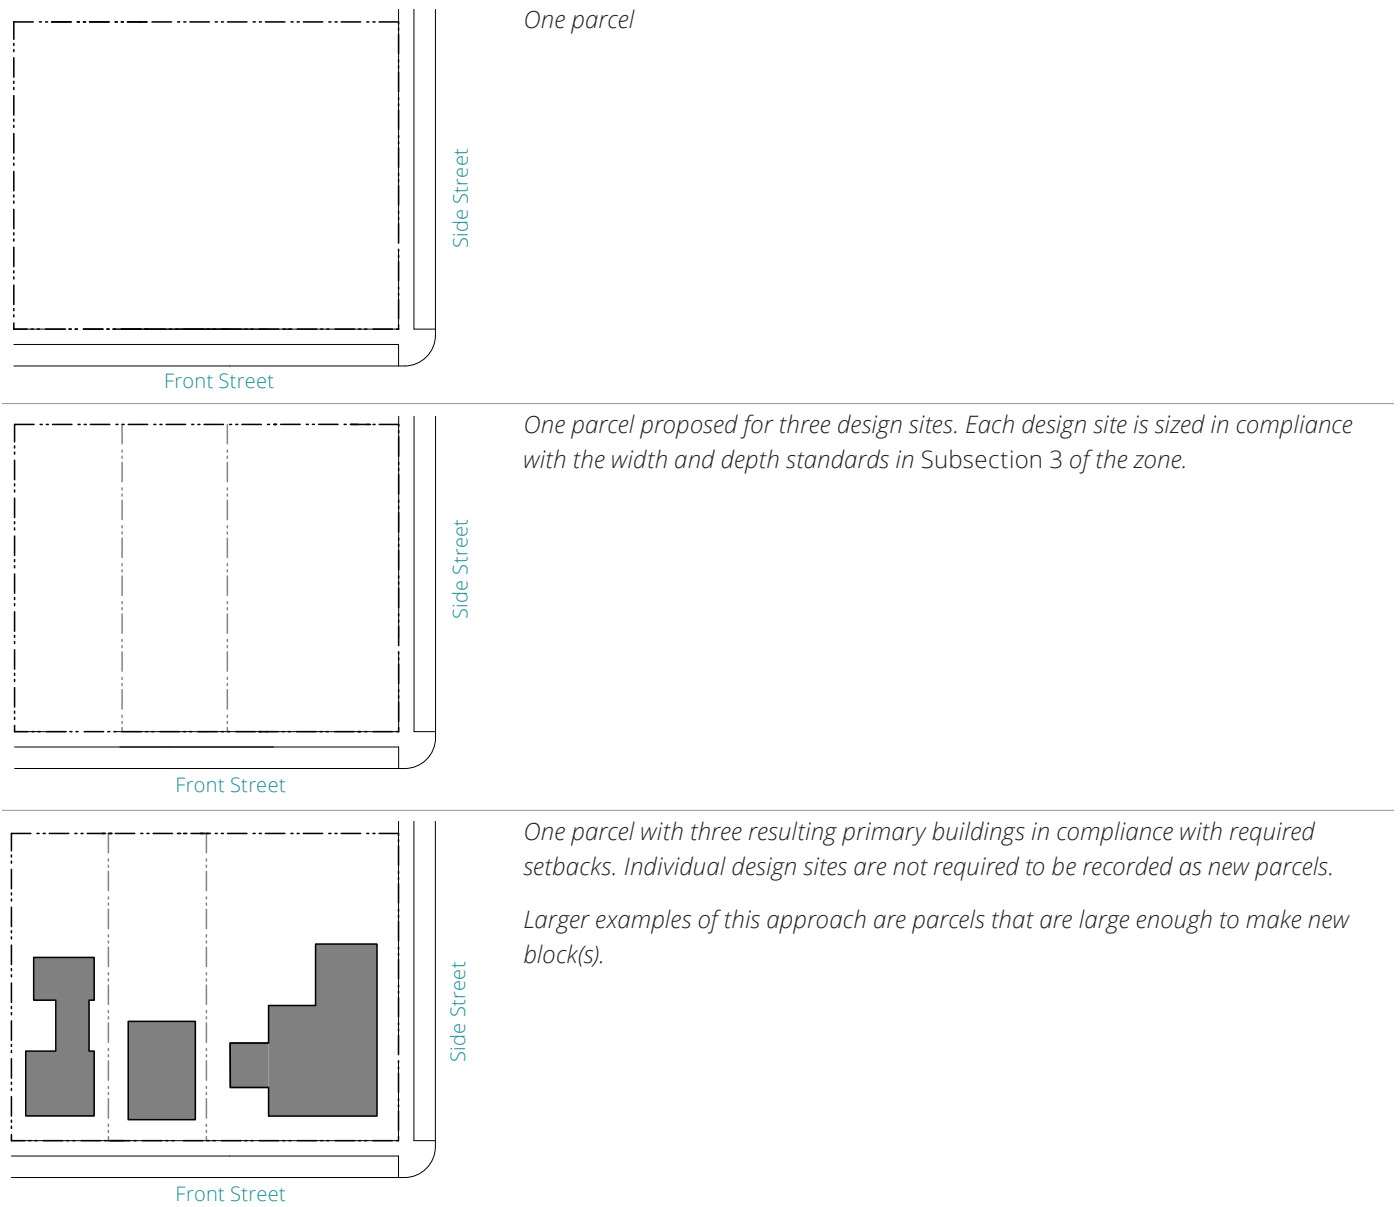 One parcel
Side Street
Front Street
One parcel proposed for three design sites. Each design site is sized in compliance
with the width and depth standards in Subsection 3 of the zone.
Side Street
Front Street
One parcel with three resulting primary buildings in compliance with required
setbacks. Individual design sites are not required to be recorded as new parcels.
Larger examples of this approach are parcels that are large enough to make new
block(s).
Side Street
Front Street